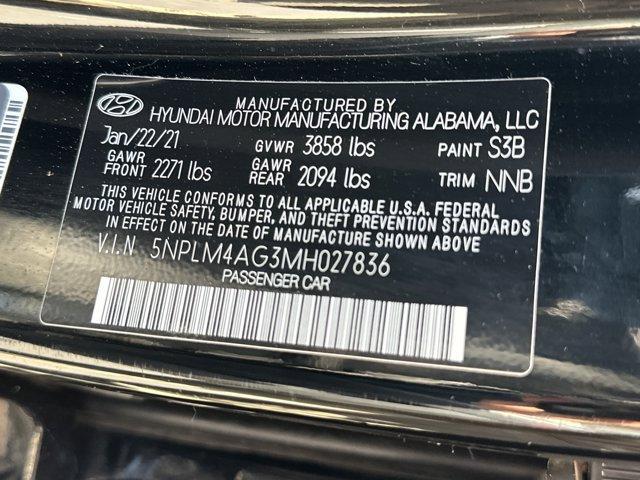 MANUFACTURED BY
HYUNDAI MOTOR MANUFACTURING ALABAMA, LLC
Jan/22/21 GVWR 3858 lbs PAINT S3B
GAWR FRONT 2271 lbs GAWR REAR 2094 lbs TRIM NNB
THIS VEHICLE CONFORMS TO ALL APPLICABLE U.S.A. FEDERAL
MOTOR VEHICLE SAFETY, BUMPER, AND THEFT PREVENTION STANDARDS
IN EFFECT ON THE DATE OF MANUFACTURE SHOWN ABOVE
V.I.N 5NPLM4AG3MH027836
PASSENGER CAR